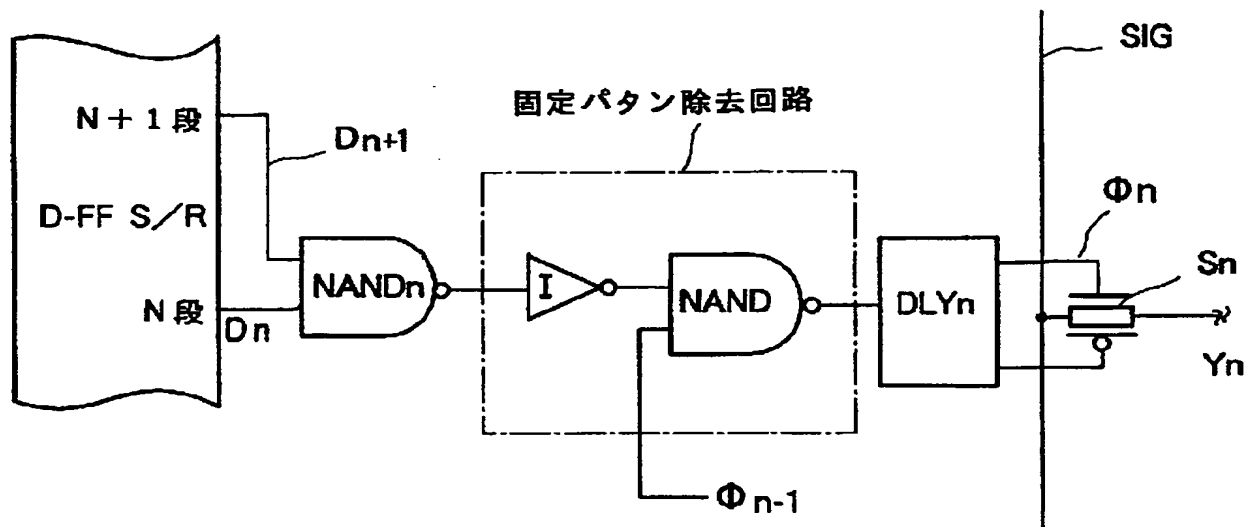 SIG
固定パタン除去回路
N+1段
Dn+1
D-FF S/R
Φn
Sn
NANDn
I
NAND
DLYn
N段
Dn
Yn
Φn-1